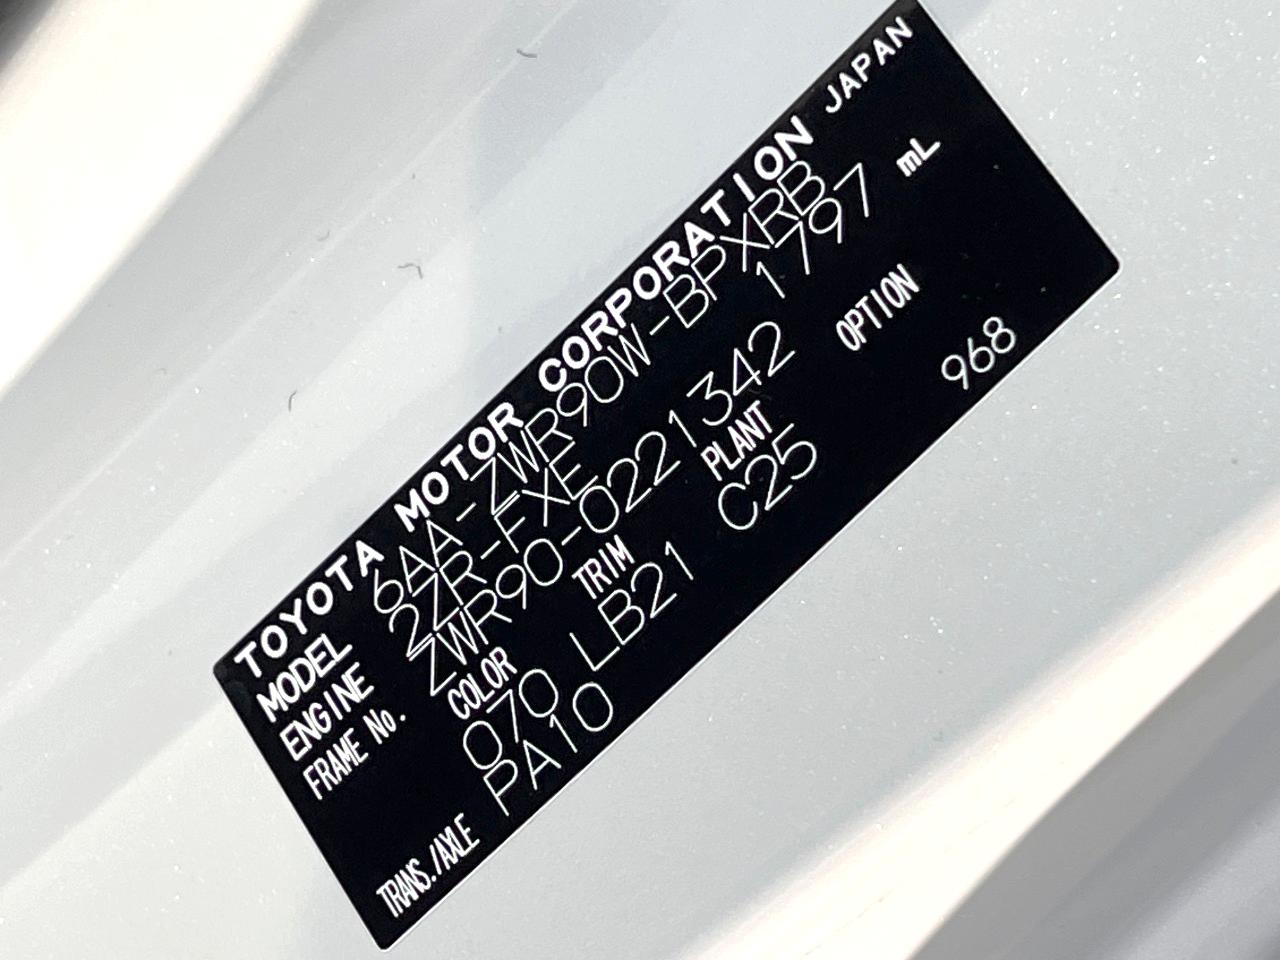 TOYOTA MOTOR CORPORATION JAPAN
MODEL 6AA-ZWR90W-BPXRB
ENGINE 2ZR-FXE 1797 mL
FRAME No. ZWR90-0221342
COLOR TRIM PLANT OPTION
070 LB21 C25 968
TRANS./AXLE PA10